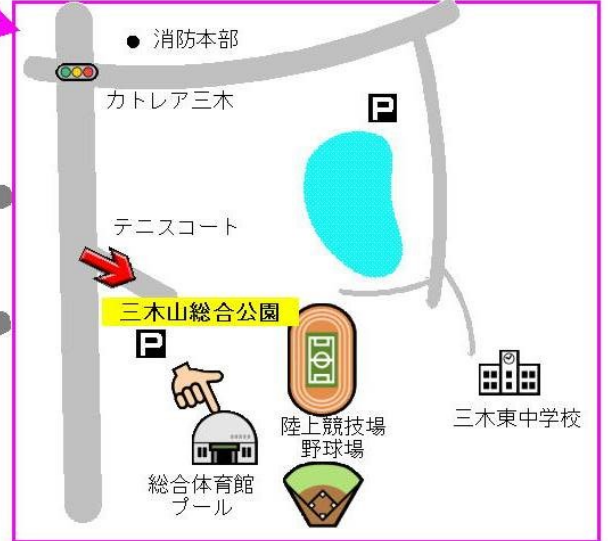 消防本部
カトレア三木
P
テニスコート
三木山総合公園
P
陸上競技場
野球場
三木東中学校
総合体育館
プール